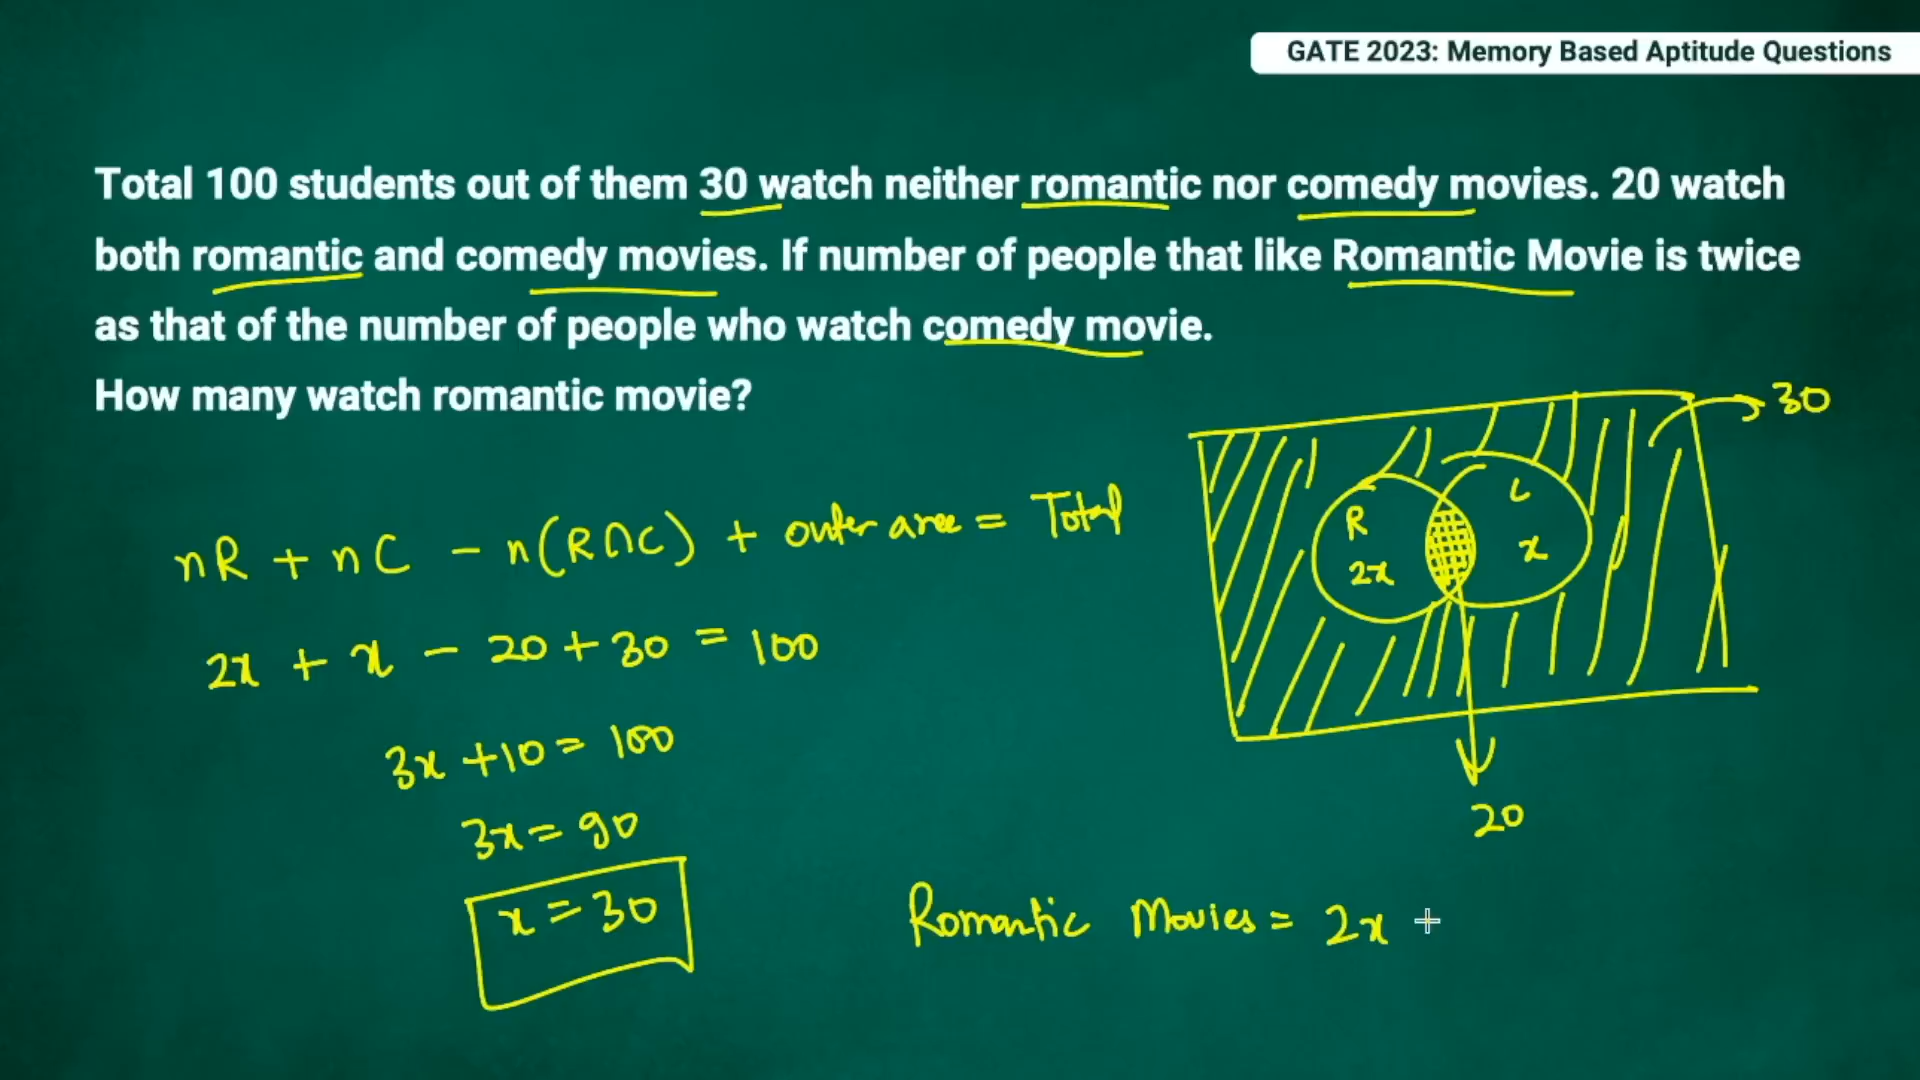 GATE 2023: Memory Based Aptitude Questions
Total 100 students out of them 30 watch neither romantic nor comedy movies. 20 watch
both romantic and comedy movies. If number of people that like Romantic Movie is twice
as that of the number of people who watch comedy movie.
How many watch romantic movie?
30
nR + nC - n(R∩C) + outer area = Total
R
C
2x
x
2x + x - 20 + 30 = 100
3x + 10 = 100
3x = 90
20
x = 30
Romantic Movies = 2x